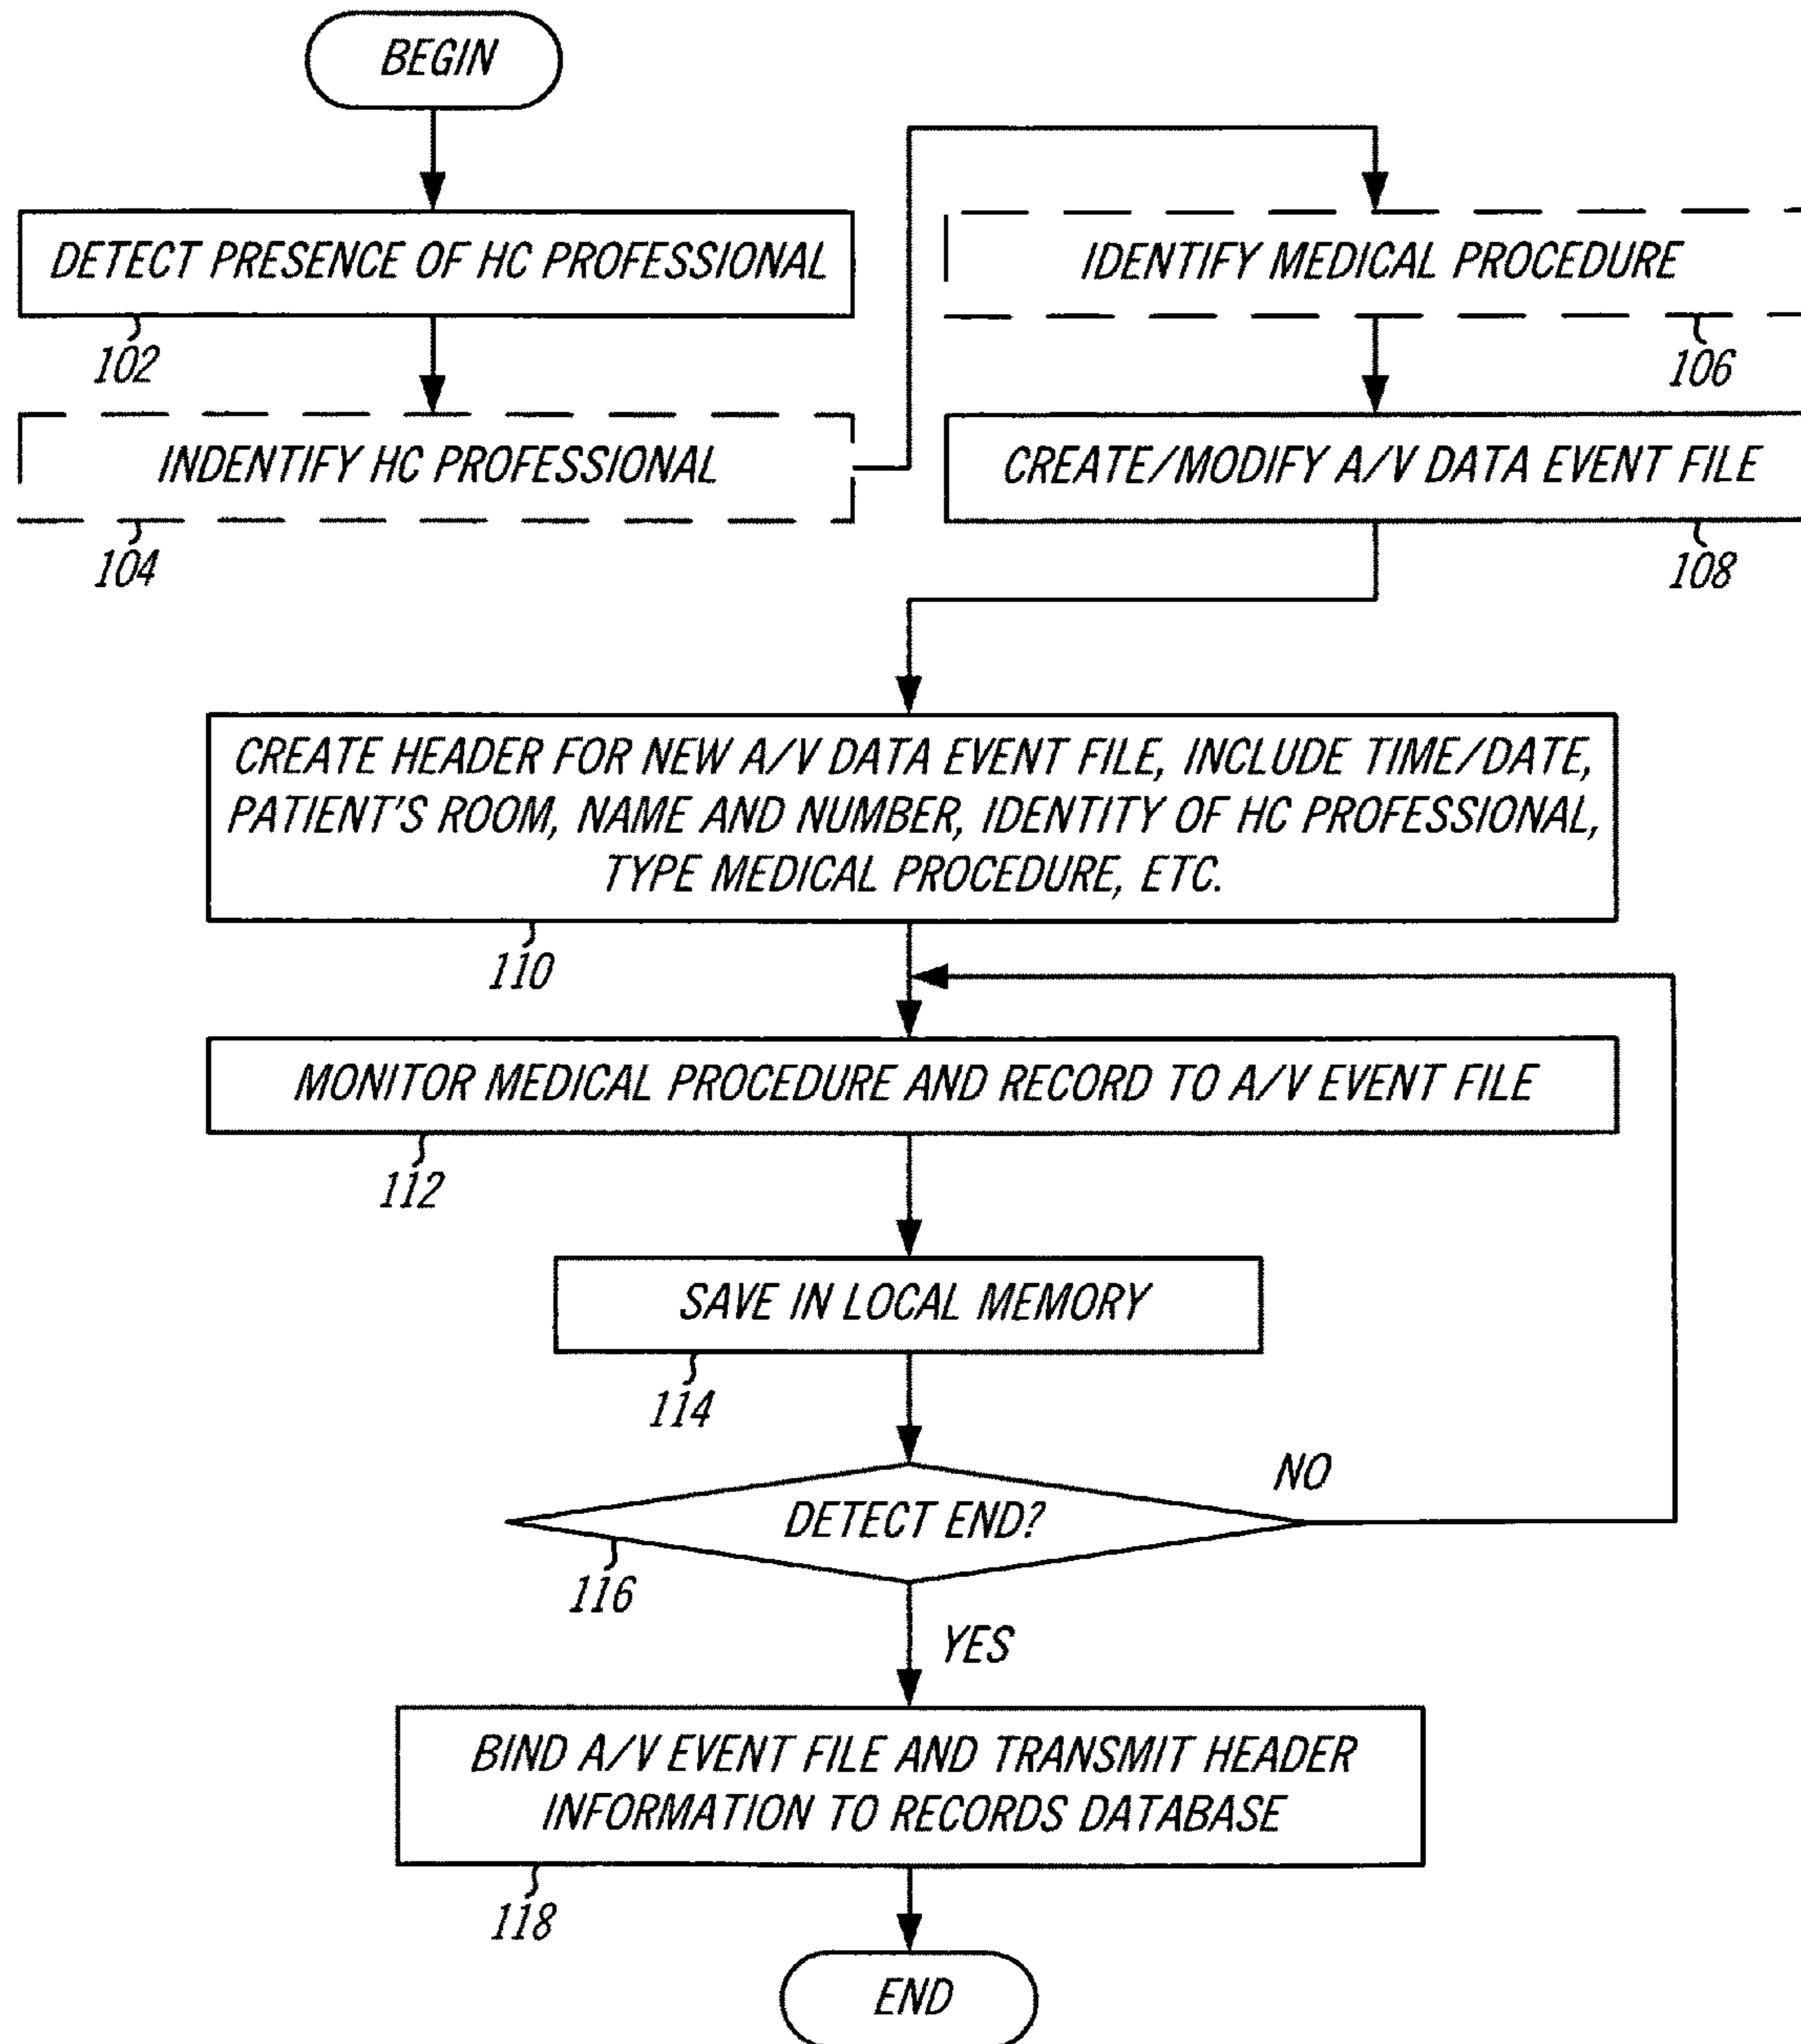 BEGIN
DETECT PRESENCE OF HC PROFESSIONAL
102
INDENTIFY HC PROFESSIONAL
104
IDENTIFY MEDICAL PROCEDURE
106
CREATE/MODIFY A/V DATA EVENT FILE
108
CREATE HEADER FOR NEW A/V DATA EVENT FILE, INCLUDE TIME/DATE,
PATIENT'S ROOM, NAME AND NUMBER, IDENTITY OF HC PROFESSIONAL,
TYPE MEDICAL PROCEDURE, ETC.
110
MONITOR MEDICAL PROCEDURE AND RECORD TO A/V EVENT FILE
112
SAVE IN LOCAL MEMORY
114
DETECT END?
NO
116
YES
BIND A/V EVENT FILE AND TRANSMIT HEADER
INFORMATION TO RECORDS DATABASE
118
END